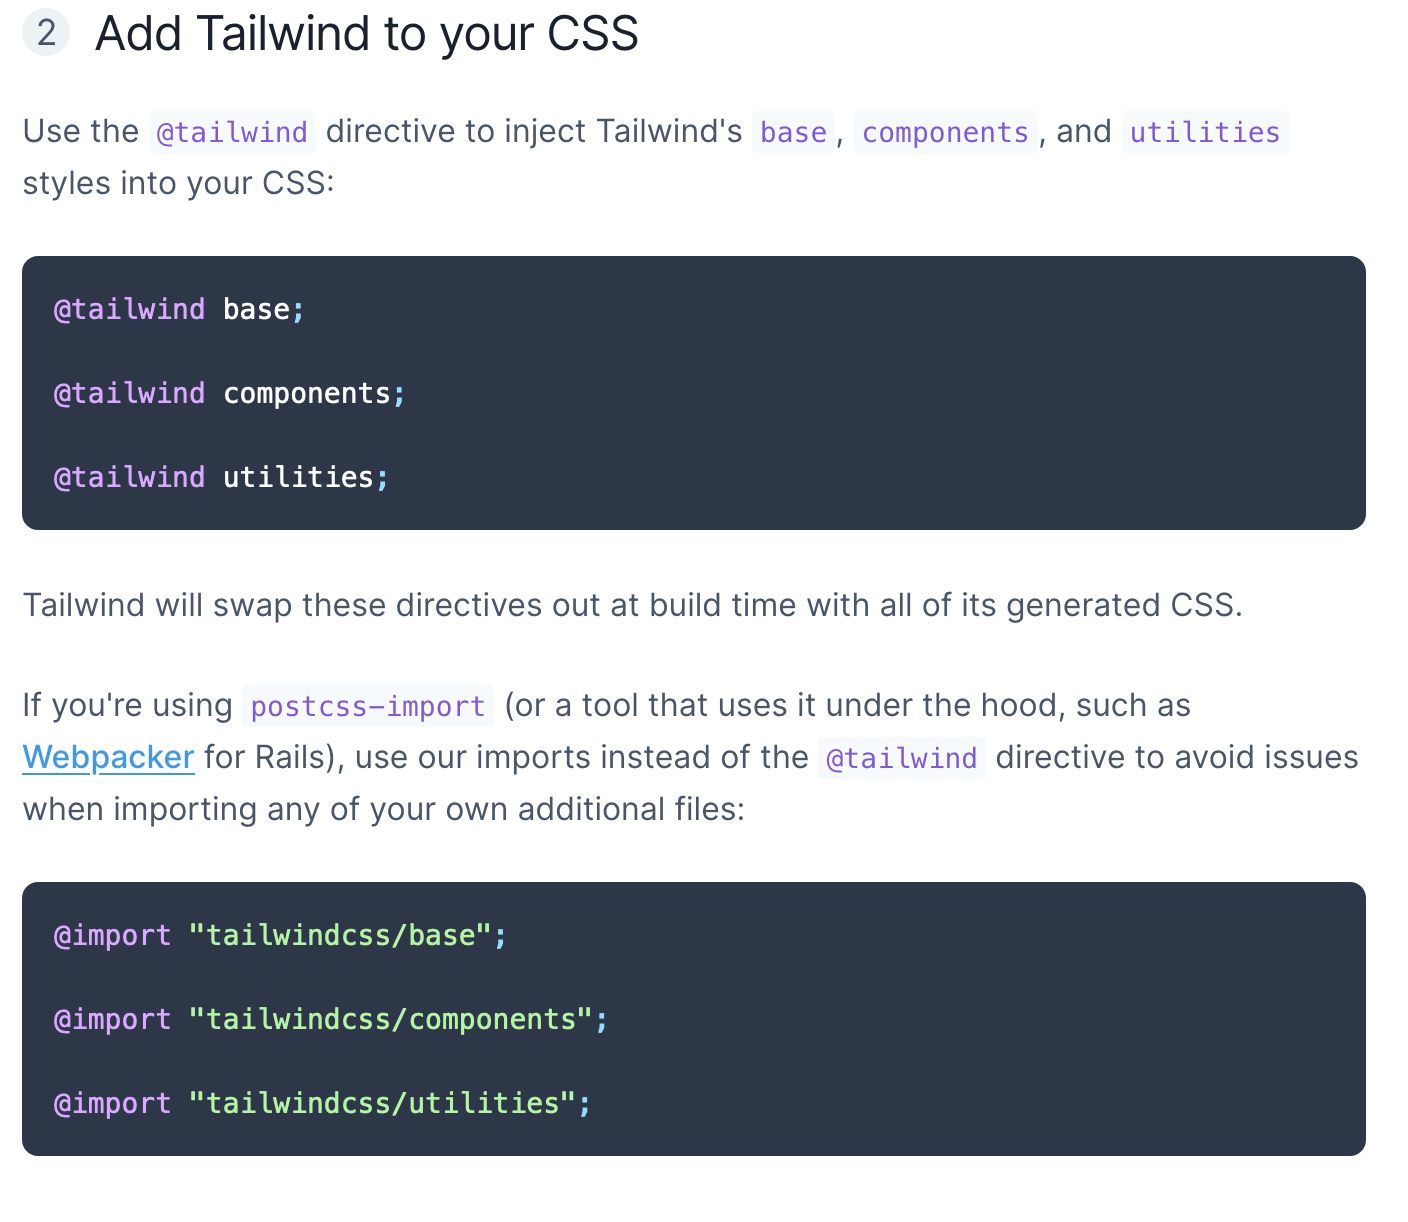 2 Add Tailwind to your CSS
Use the @tailwind directive to inject Tailwind's base, components, and utilities
styles into your CSS:
@tailwind base;
@tailwind components;
@tailwind utilities;
Tailwind will swap these directives out at build time with all of its generated CSS.
If you're using postcss-import (or a tool that uses it under the hood, such as
Webpacker for Rails), use our imports instead of the @tailwind directive to avoid issues
when importing any of your own additional files:
@import "tailwindcss/base";
@import "tailwindcss/components";
@import "tailwindcss/utilities";